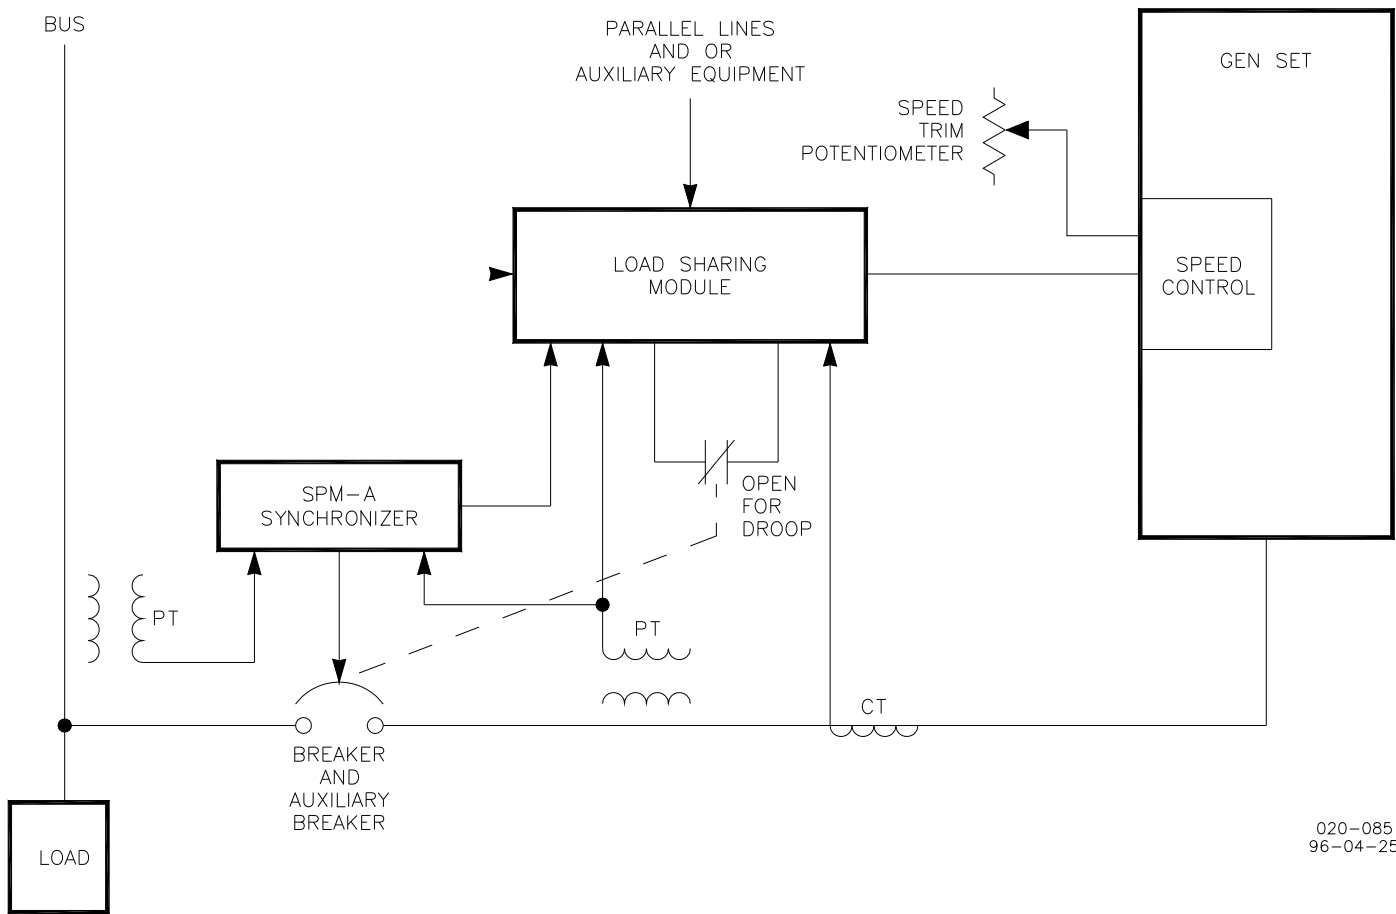 BUS
PARALLEL LINES
AND OR
AUXILIARY EQUIPMENT
GEN SET
SPEED
TRIM
POTENTIOMETER
LOAD SHARING
MODULE
SPEED
CONTROL
SPM-A
SYNCHRONIZER
OPEN
FOR
DROOP
PT
PT
CT
BREAKER
AND
AUXILIARY
BREAKER
LOAD
020-085
96-04-25